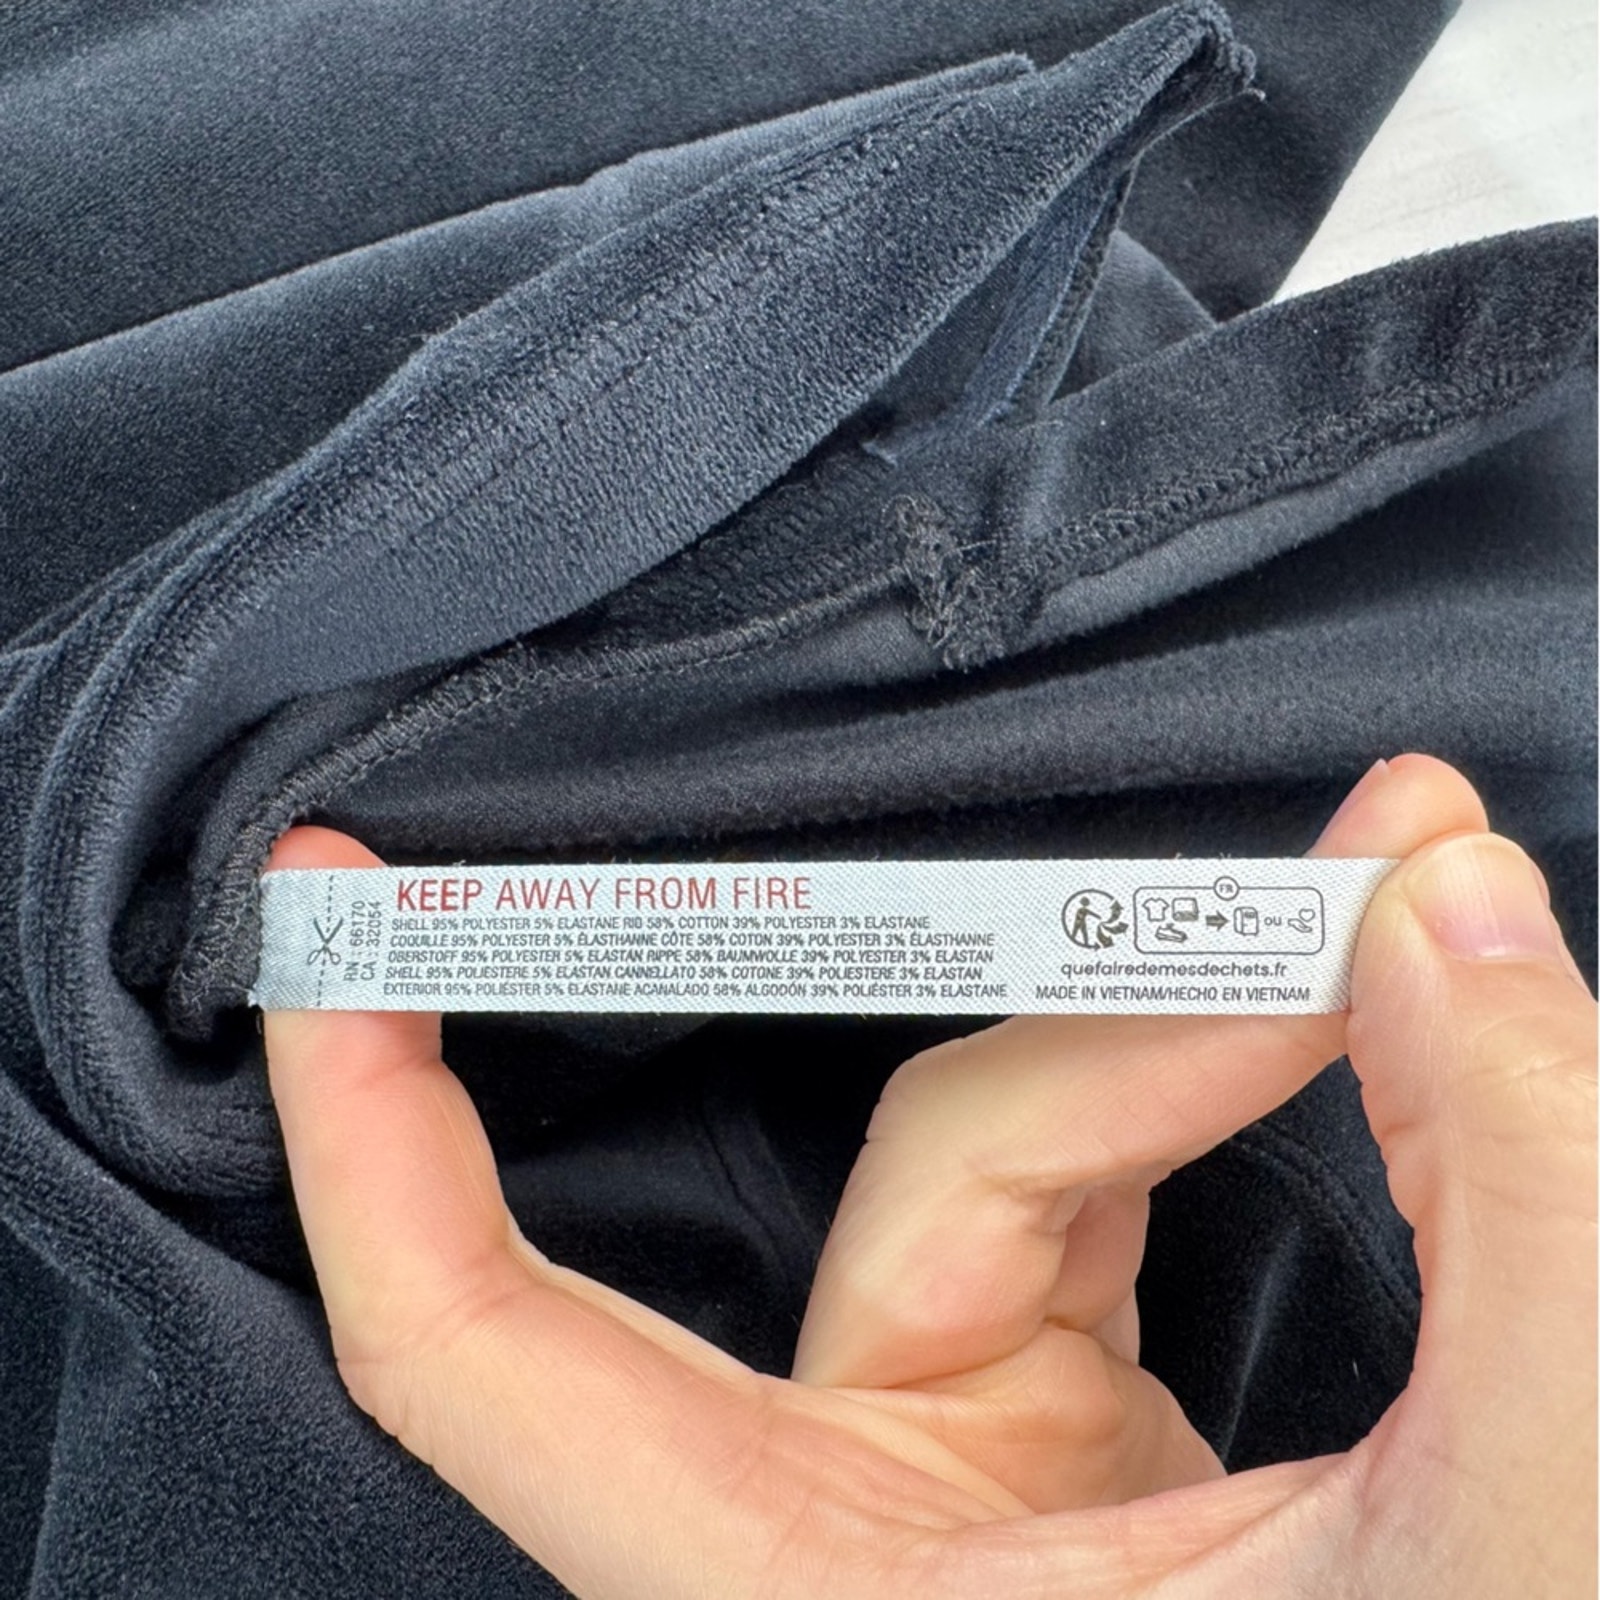 RN : 66170
CA : 32054
KEEP AWAY FROM FIRE
SHELL 95% POLYESTER 5% ELASTANE RIB 58% COTTON 39% POLYESTER 3% ELASTANE
COQUILLE 95% POLYESTER 5% ÉLASTHANNE CÔTE 58% COTON 39% POLYESTER 3% ÉLASTHANNE
OBERSTOFF 95% POLYESTER 5% ELASTAN RIPPE 58% BAUMWOLLE 39% POLYESTER 3% ELASTAN
SHELL 95% POLIESTERE 5% ELASTAN CANNELLATO 58% COTONE 39% POLIESTERE 3% ELASTAN
EXTERIOR 95% POLIÉSTER 5% ELASTANE ACANALADO 58% ALGODÓN 39% POLIÉSTER 3% ELASTANE
FR
ou
quefairedemesdechets.fr
MADE IN VIETNAM/HECHO EN VIETNAM